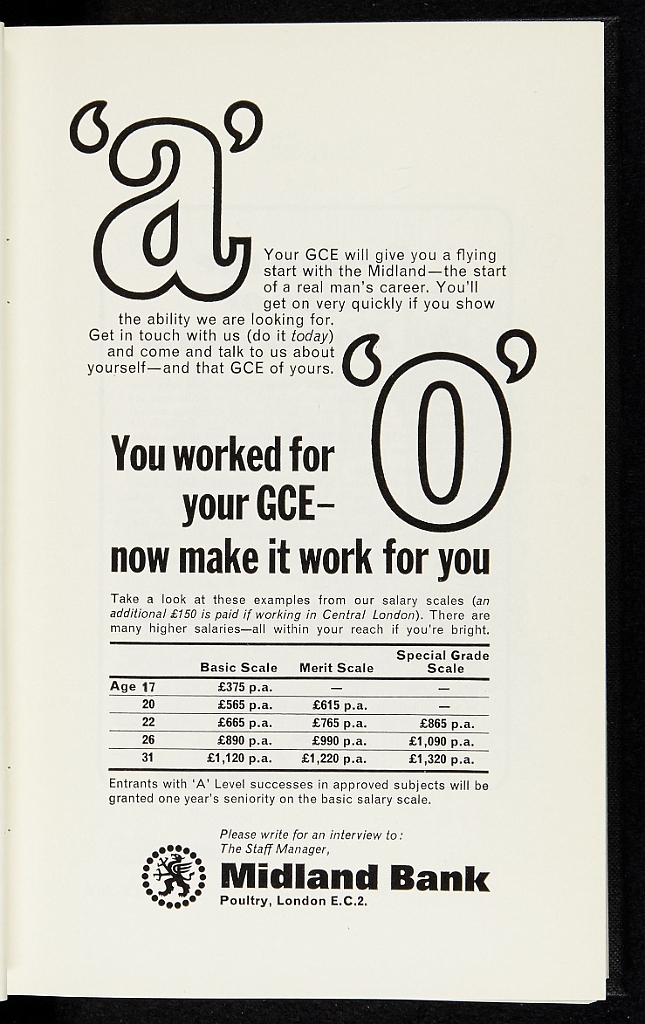 'a'
Your GCE will give you a flying
start with the Midland—the start
of a real man's career. You'll
get on very quickly if you show
the ability we are looking for.
Get in touch with us (do it today)
and come and talk to us about
yourself—and that GCE of yours.
'O'
You worked for
your GCE–
now make it work for you
Take a look at these examples from our salary scales (an
additional £150 is paid if working in Central London). There are
many higher salaries—all within your reach if you're bright.
Basic Scale Merit Scale Special Grade Scale
Age 17 £375 p.a. — —
20 £565 p.a. £615 p.a. —
22 £665 p.a. £765 p.a. £865 p.a.
26 £890 p.a. £990 p.a. £1,090 p.a.
31 £1,120 p.a. £1,220 p.a. £1,320 p.a.
Entrants with 'A' Level successes in approved subjects will be
granted one year's seniority on the basic salary scale.
Please write for an interview to:
The Staff Manager,
Midland Bank
Poultry, London E.C.2.